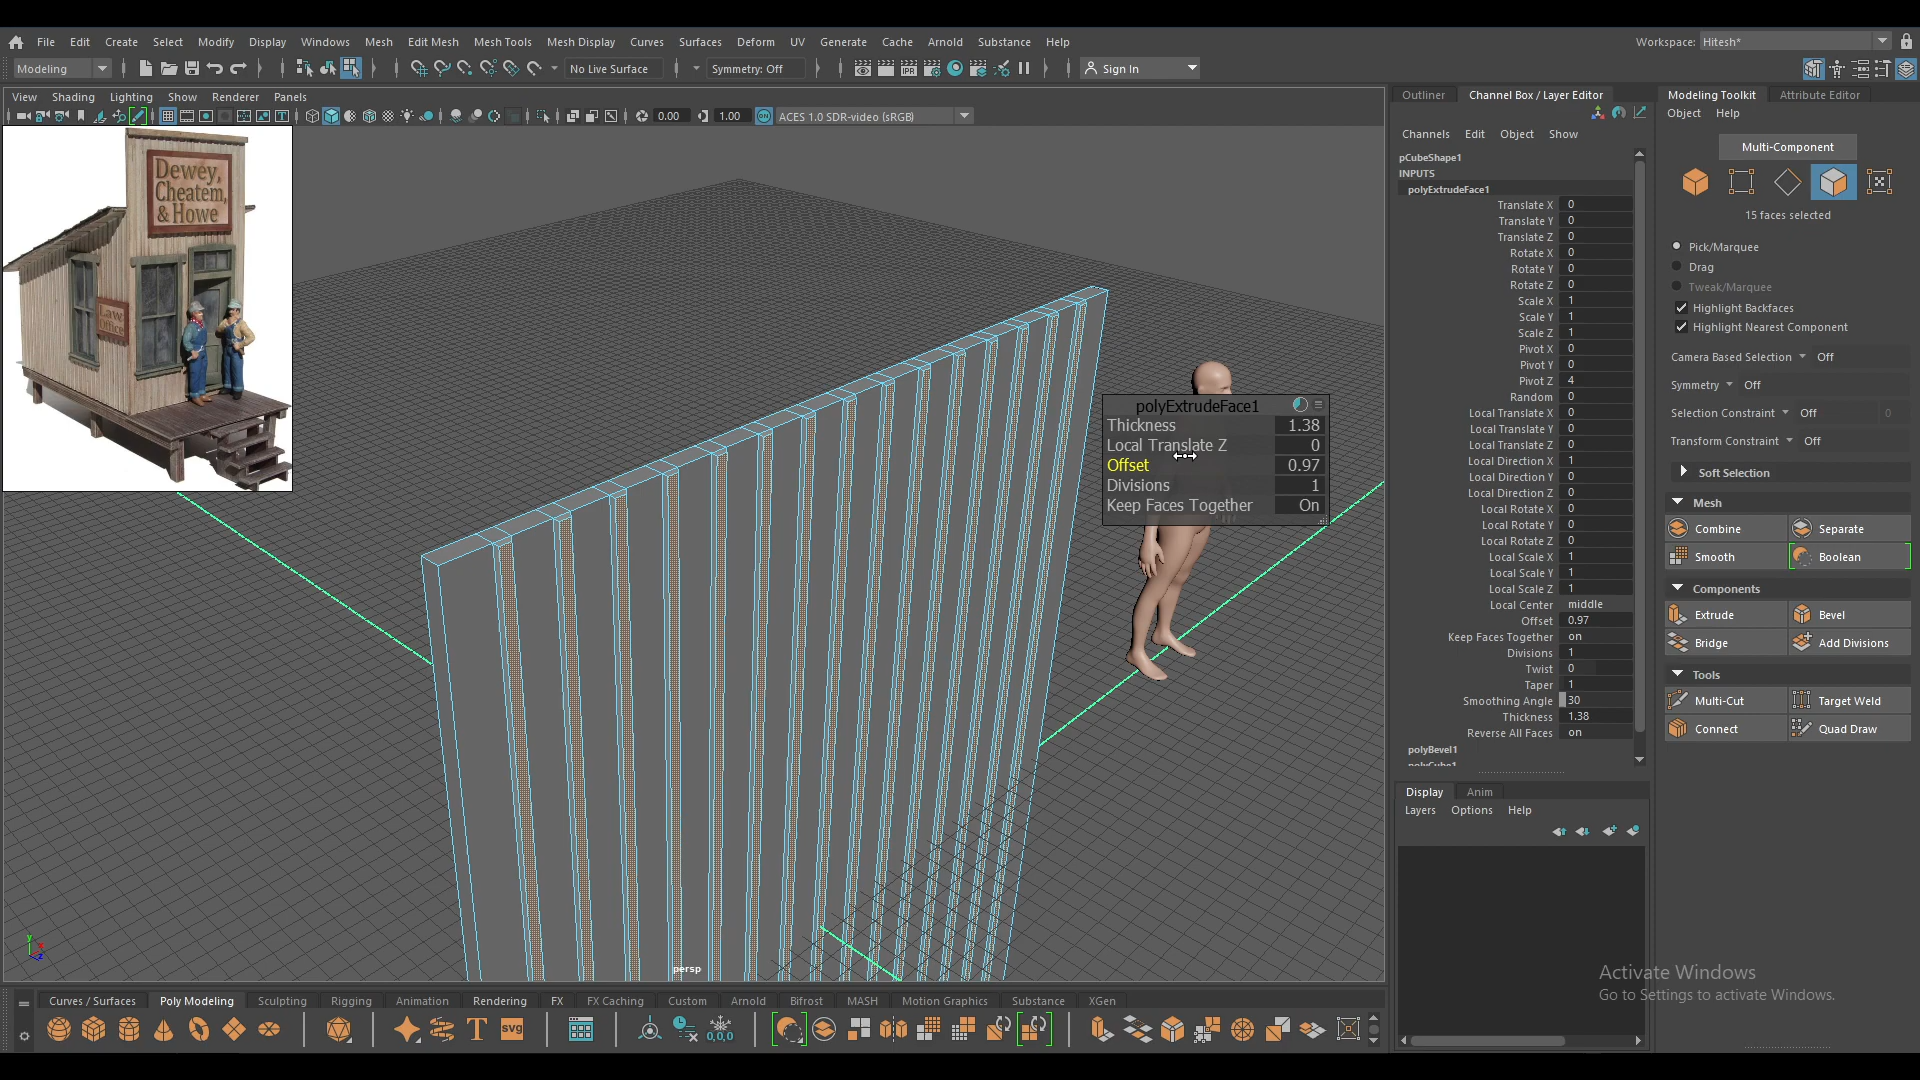 File Edit Create Select Modify Display Windows Mesh Edit Mesh Mesh Tools Mesh Display Curves Surfaces Deform UV Generate Cache Arnold Substance Help
Workspace: Hitesh*
Modeling
No Live Surface
Symmetry: Off
Sign In
View Shading Lighting Show Renderer Panels
0.00
1.00
ACES 1.0 SDR-video (sRGB)
Dewey,
Cheatem,
& Howe
Law
Office
polyExtrudeFace1
Thickness 1.38
Local Translate Z 0
Offset 0.97
Divisions 1
Keep Faces Together On
persp
Outliner Channel Box / Layer Editor
Channels Edit Object Show
pCubeShape1
INPUTS
polyExtrudeFace1
Translate X 0
Translate Y 0
Translate Z 0
Rotate X 0
Rotate Y 0
Rotate Z 0
Scale X 1
Scale Y 1
Scale Z 1
Pivot X 0
Pivot Y 0
Pivot Z 4
Random 0
Local Translate X 0
Local Translate Y 0
Local Translate Z 0
Local Direction X 1
Local Direction Y 0
Local Direction Z 0
Local Rotate X 0
Local Rotate Y 0
Local Rotate Z 0
Local Scale X 1
Local Scale Y 1
Local Scale Z 1
Local Center middle
Offset 0.97
Keep Faces Together on
Divisions 1
Twist 0
Taper 1
Smoothing Angle 30
Thickness 1.38
Reverse All Faces on
polyBevel1
polyCube1
Display Anim
Layers Options Help
Modeling Toolkit Attribute Editor
Object Help
Multi-Component
15 faces selected
Pick/Marquee
Drag
Tweak/Marquee
Highlight Backfaces
Highlight Nearest Component
Camera Based Selection Off
Symmetry Off
Selection Constraint Off 0
Transform Constraint Off
Soft Selection
Mesh
Combine Separate
Smooth Boolean
Components
Extrude Bevel
Bridge Add Divisions
Tools
Multi-Cut Target Weld
Connect Quad Draw
Activate Windows
Go to Settings to activate Windows.
Curves / Surfaces Poly Modeling Sculpting Rigging Animation Rendering FX FX Caching Custom Arnold Bifrost MASH Motion Graphics Substance XGen